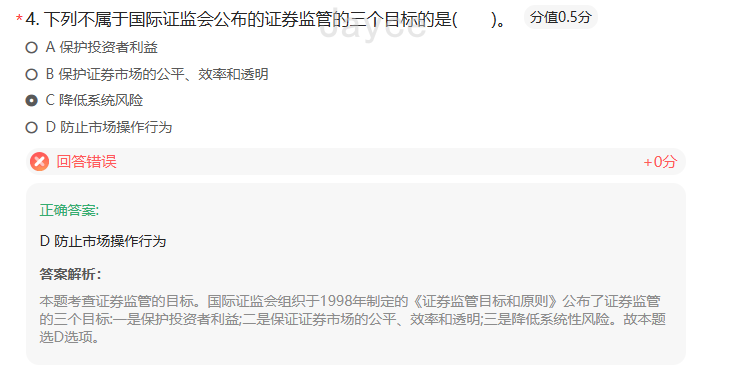 *4. 下列不属于国际证监会公布的证券监管的三个目标的是(　　)。 分值0.5分
Jayce
A 保护投资者利益
B 保护证券市场的公平、效率和透明
C 降低系统风险
D 防止市场操作行为
回答错误 +0分
正确答案:
D 防止市场操作行为
答案解析：
本题考查证券监管的目标。国际证监会组织于1998年制定的《证券监管目标和原则》公布了证券监管
的三个目标:一是保护投资者利益;二是保证证券市场的公平、效率和透明;三是降低系统性风险。故本题
选D选项。